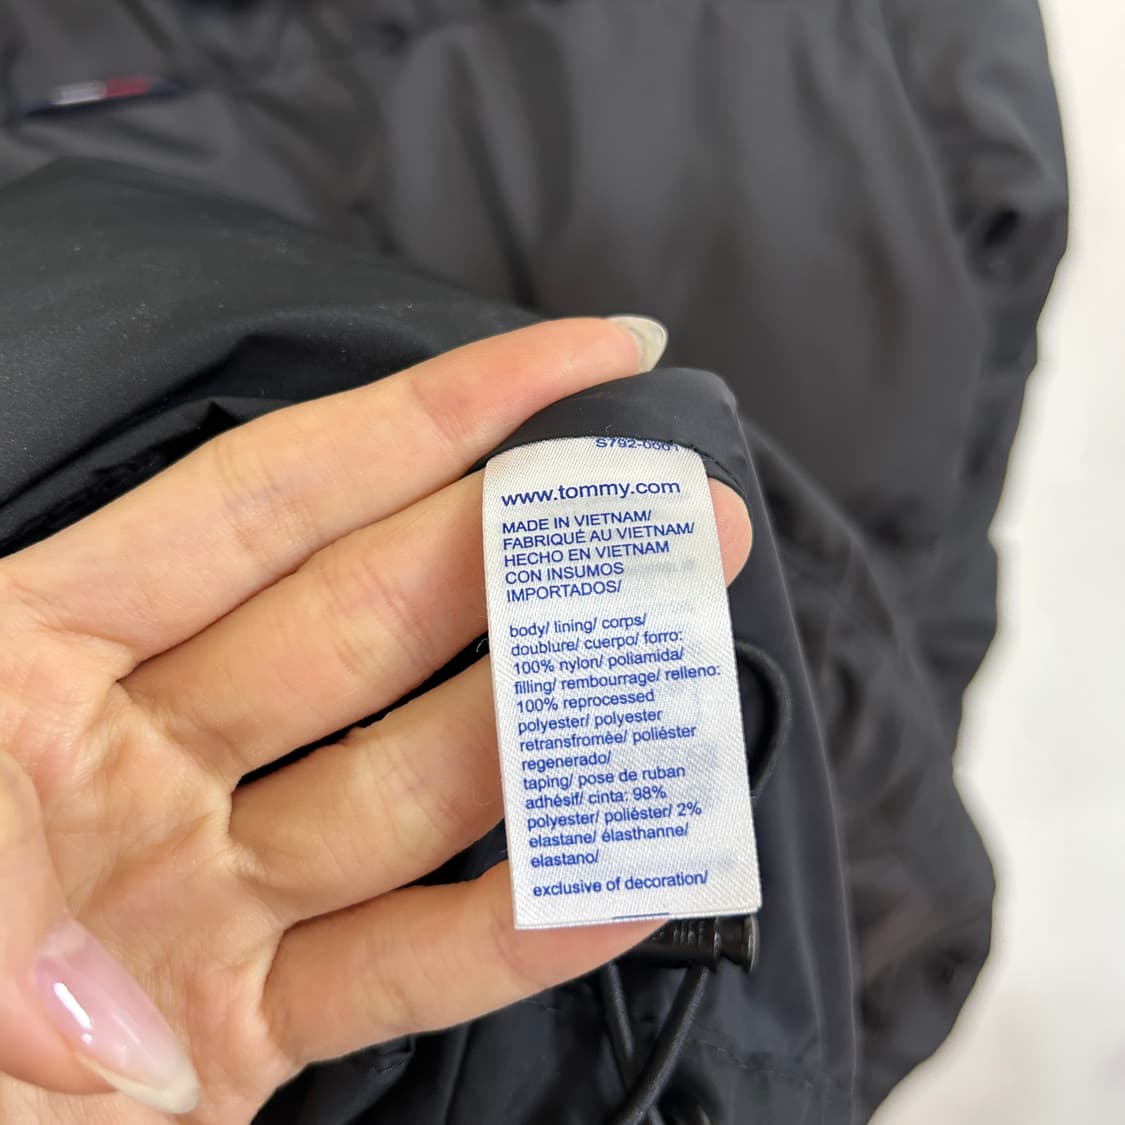 S792-0001
www.tommy.com
MADE IN VIETNAM/
FABRIQUÉ AU VIETNAM/
HECHO EN VIETNAM
CON INSUMOS
IMPORTADOS/
body/ lining/ corps/
doublure/ cuerpo/ forro:
100% nylon/ poliamida/
filling/ rembourrage/ relleno:
100% reprocessed
polyester/ polyester
retransfromée/ poliéster
regenerado/
taping/ pose de ruban
adhésif/ cinta: 98%
polyester/ poliéster/ 2%
elastane/ élasthanne/
elastano/
exclusive of decoration/